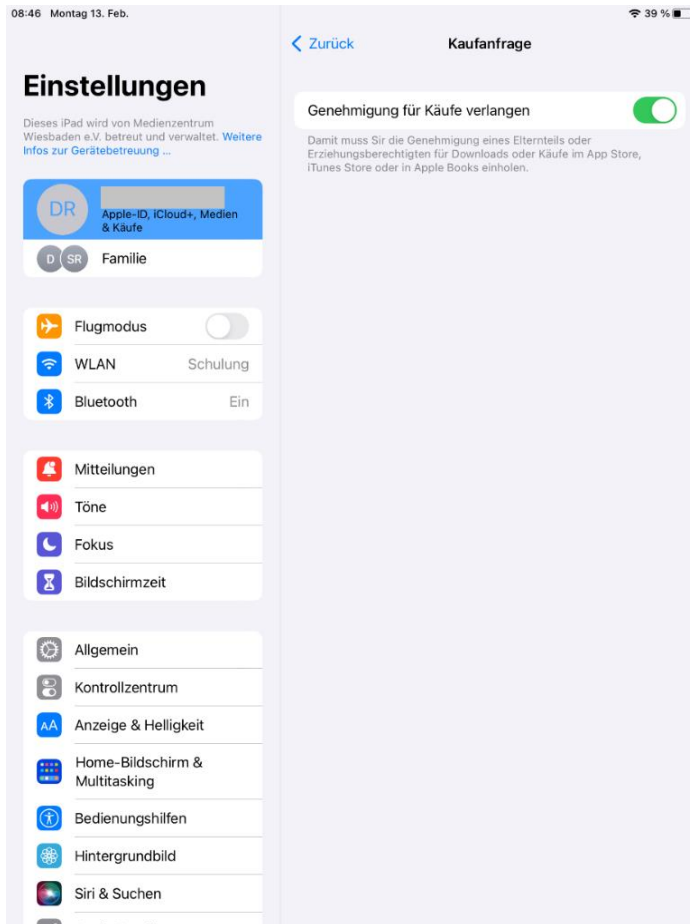 08:46 Montag 13. Feb.
39 %
Zurück
Kaufanfrage
Einstellungen
Dieses iPad wird von Medienzentrum
Wiesbaden e.V. betreut und verwaltet. Weitere
Infos zur Gerätebetreuung ...
DR
Apple-ID, iCloud+, Medien
& Käufe
D SR Familie
Flugmodus
WLAN Schulung
Bluetooth Ein
Mitteilungen
Töne
Fokus
Bildschirmzeit
Allgemein
Kontrollzentrum
AA Anzeige & Helligkeit
Home-Bildschirm &
Multitasking
Bedienungshilfen
Hintergrundbild
Siri & Suchen
Genehmigung für Käufe verlangen
Damit muss Sir die Genehmigung eines Elternteils oder
Erziehungsberechtigten für Downloads oder Käufe im App Store,
iTunes Store oder in Apple Books einholen.